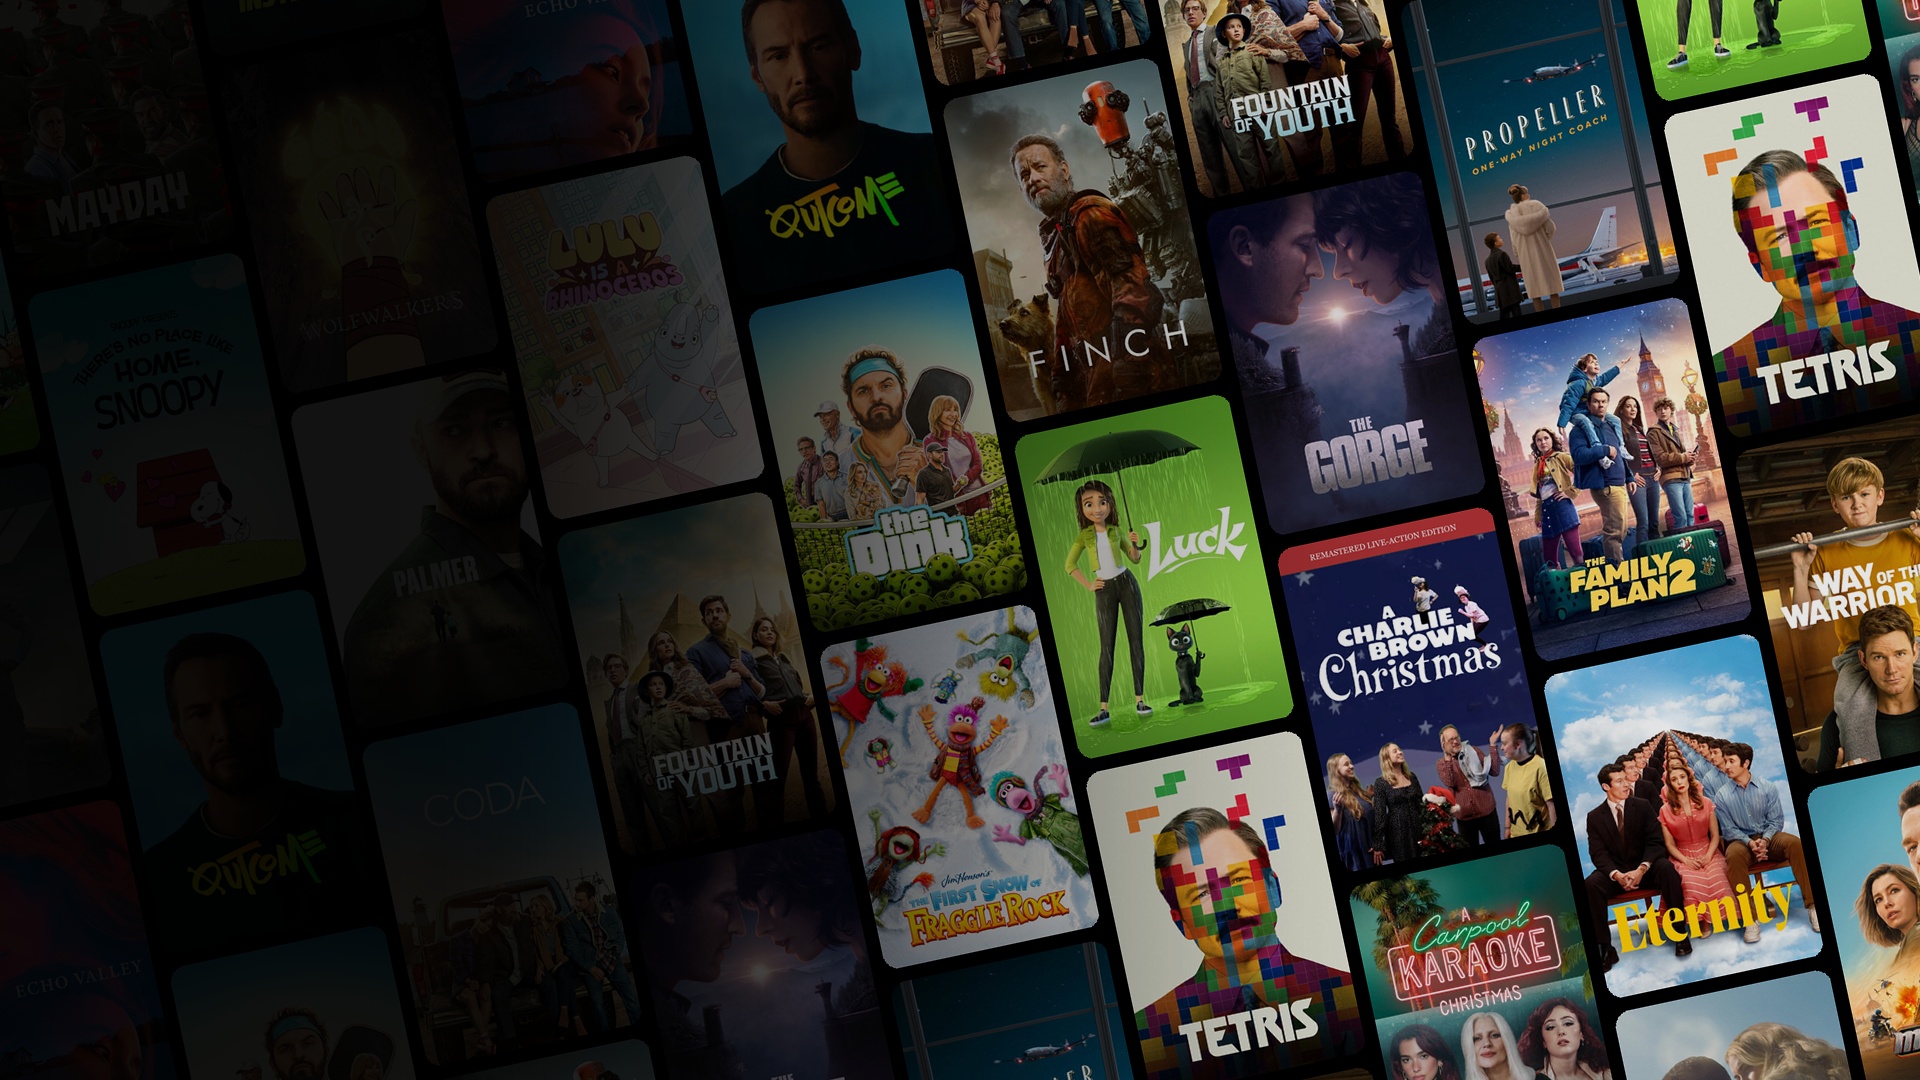 ECHO VALLEY
MAYDAY
WOLFWALKERS
THERE'S NO PLACE LIKE
HOME,
SNOOPY
LULU
IS A
RHINOCEROS
OUTCOME
PALMER
OUTCOME
CODA
ECHO VALLEY
FOUNTAIN
OF YOUTH
the
Dink
Jim Henson's
THE FIRST SNOW OF
FRAGGLE ROCK
FINCH
Luck
TETRIS
FOUNTAIN
OF YOUTH
THE
GORGE
REMASTERED LIVE-ACTION EDITION
A
CHARLIE
BROWN
Christmas
A
Carpool
KARAOKE
CHRISTMAS
PROPELLER
ONE-WAY NIGHT COACH
THE
FAMILY
PLAN 2
Eternity
TETRIS
WAY OF THE
WARRIOR
THE